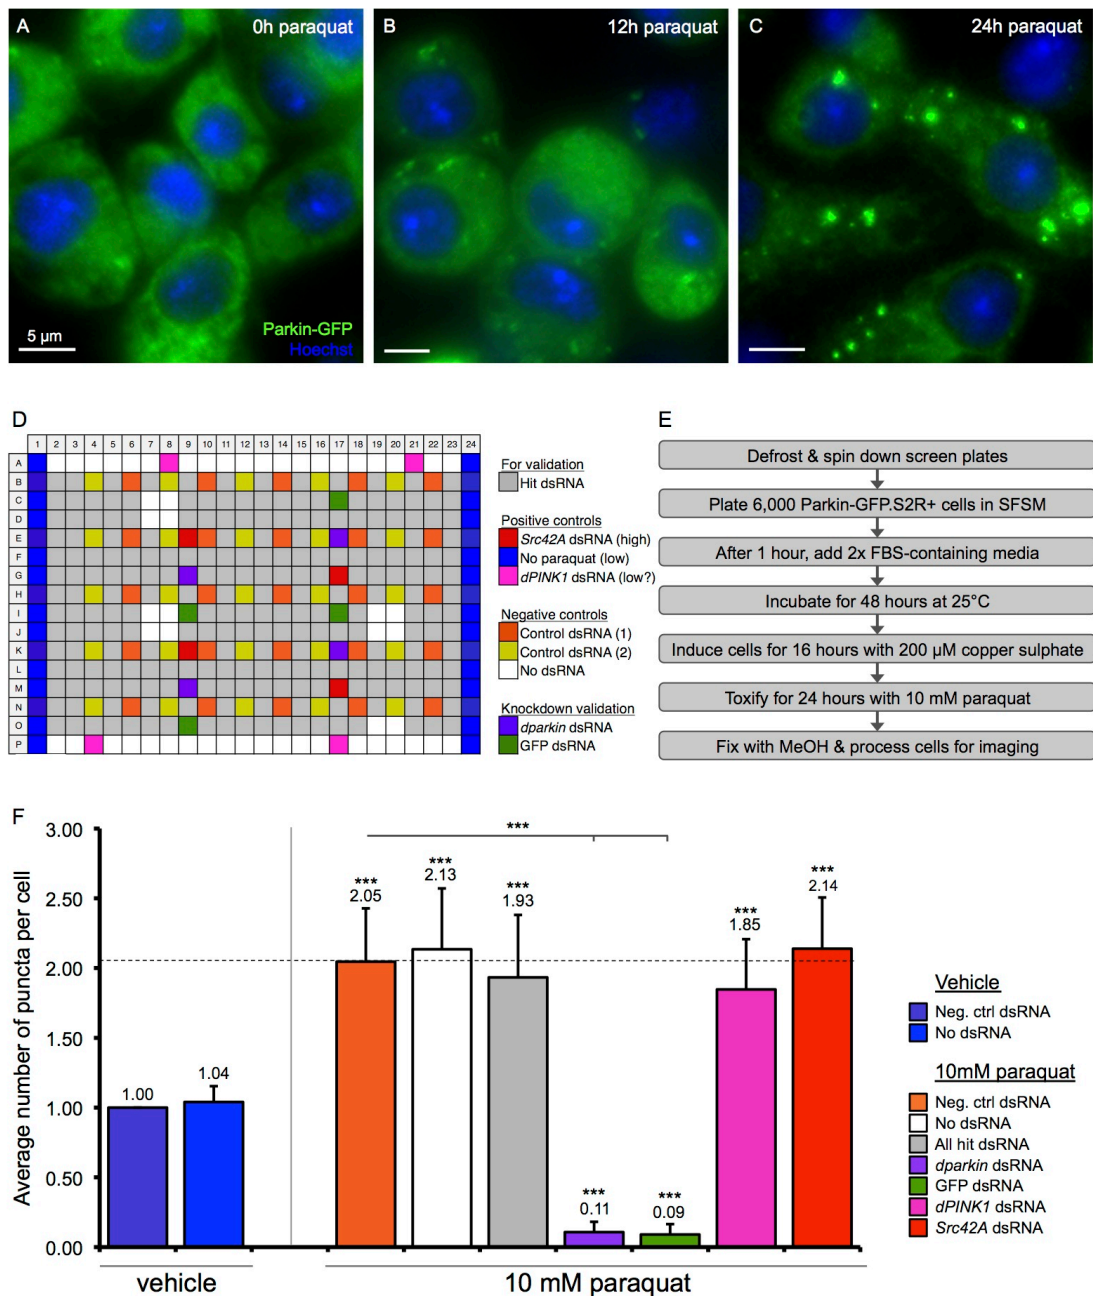 A
0h paraquat
5 µm
Parkin-GFP
Hoechst
B
12h paraquat
C
24h paraquat
D
1 2 3 4 5 6 7 8 9 10 11 12 13 14 15 16 17 18 19 20 21 22 23 24
A
B
C
D
E
F
G
H
I
J
K
L
M
N
O
P
For validation
Hit dsRNA
Positive controls
Src42A dsRNA (high)
No paraquat (low)
dPINK1 dsRNA (low?)
Negative controls
Control dsRNA (1)
Control dsRNA (2)
No dsRNA
Knockdown validation
dparkin dsRNA
GFP dsRNA
E
Defrost & spin down screen plates
Plate 6,000 Parkin-GFP.S2R+ cells in SFSM
After 1 hour, add 2x FBS-containing media
Incubate for 48 hours at 25°C
Induce cells for 16 hours with 200 µM copper sulphate
Toxify for 24 hours with 10 mM paraquat
Fix with MeOH & process cells for imaging
F
Average number of puncta per cell
3.00
2.50
2.00
1.50
1.00
0.50
0.00
1.00
1.04
***
***
2.05
***
2.13
***
1.93
***
0.11
***
0.09
***
1.85
***
2.14
vehicle
10 mM paraquat
Vehicle
Neg. ctrl dsRNA
No dsRNA
10mM paraquat
Neg. ctrl dsRNA
No dsRNA
All hit dsRNA
dparkin dsRNA
GFP dsRNA
dPINK1 dsRNA
Src42A dsRNA